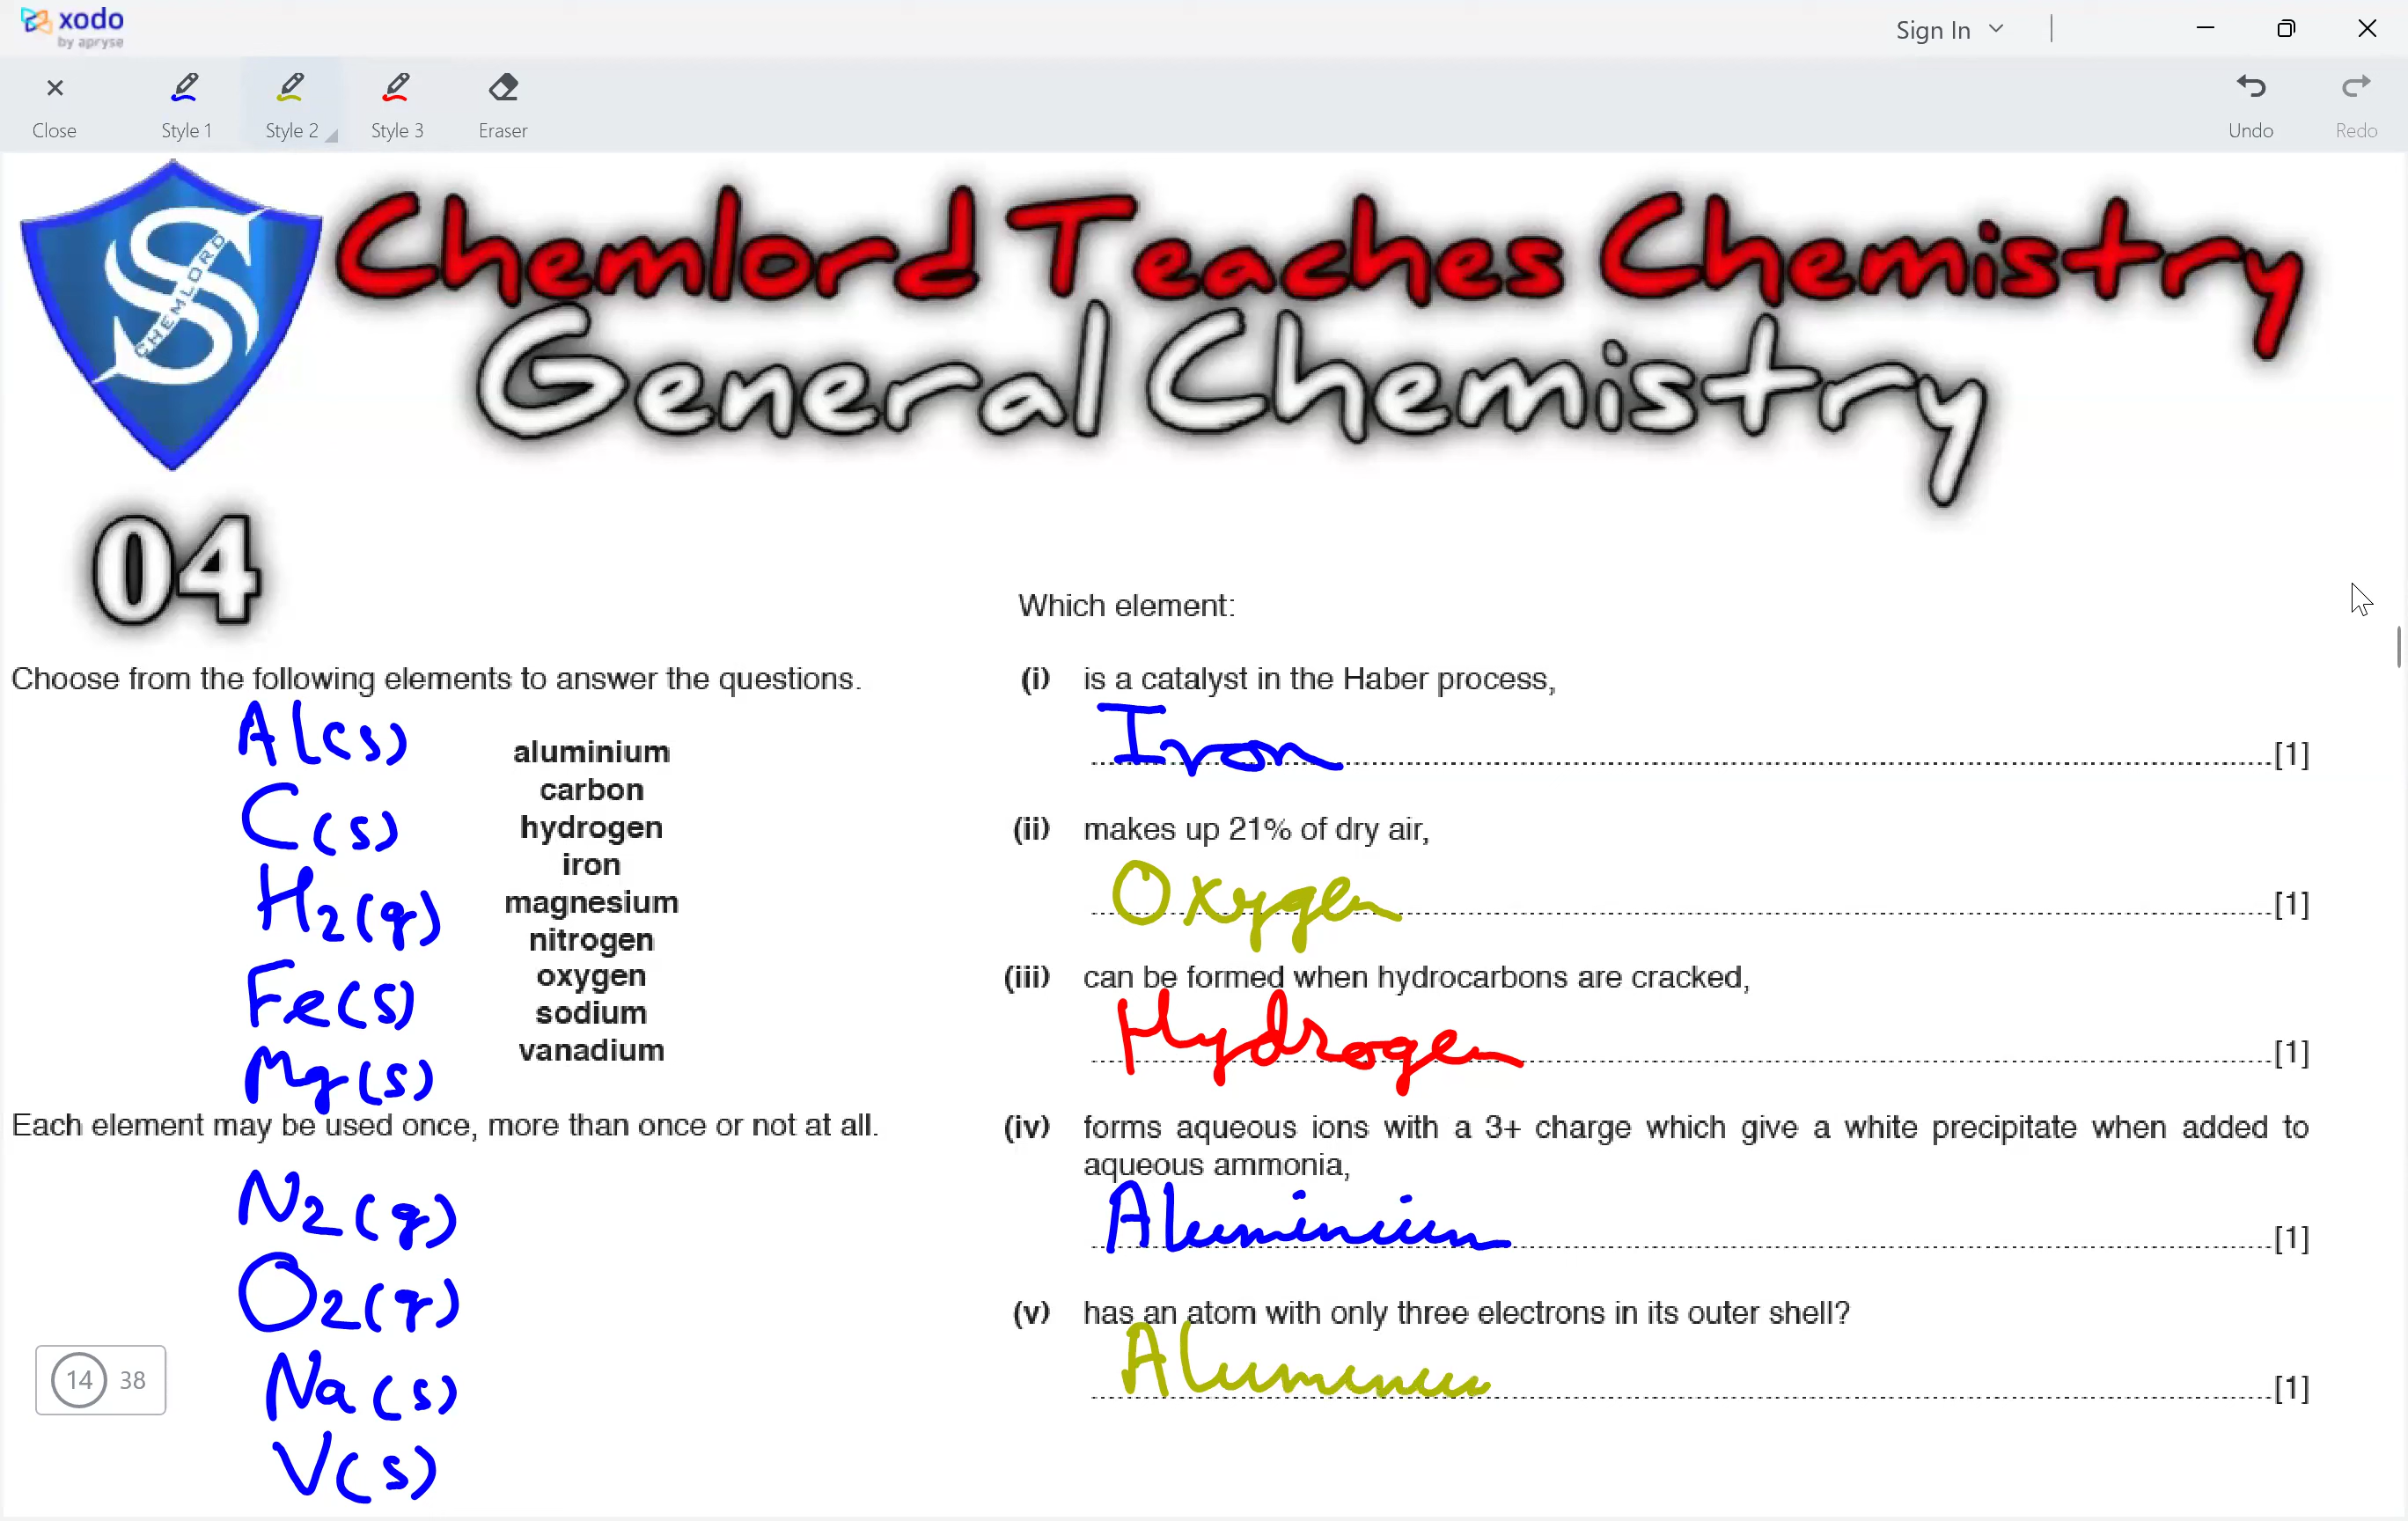 xodo
by apryse
Sign In
Close
Style 1
Style 2
Style 3
Eraser
Undo
Redo
CHEMLORD
Chemlord Teaches Chemistry
General Chemistry
04
Choose from the following elements to answer the questions.
Al(s)
C(s)
H2(g)
Fe(s)
Mg(s)
aluminium
carbon
hydrogen
iron
magnesium
nitrogen
oxygen
sodium
vanadium
Each element may be used once, more than once or not at all.
N2(g)
O2(g)
Na(s)
V(s)
14 38
Which element:
(i) is a catalyst in the Haber process,
Iron [1]
(ii) makes up 21% of dry air,
Oxygen [1]
(iii) can be formed when hydrocarbons are cracked,
Hydrogen [1]
(iv) forms aqueous ions with a 3+ charge which give a white precipitate when added to
aqueous ammonia,
Aluminium [1]
(v) has an atom with only three electrons in its outer shell?
[1]